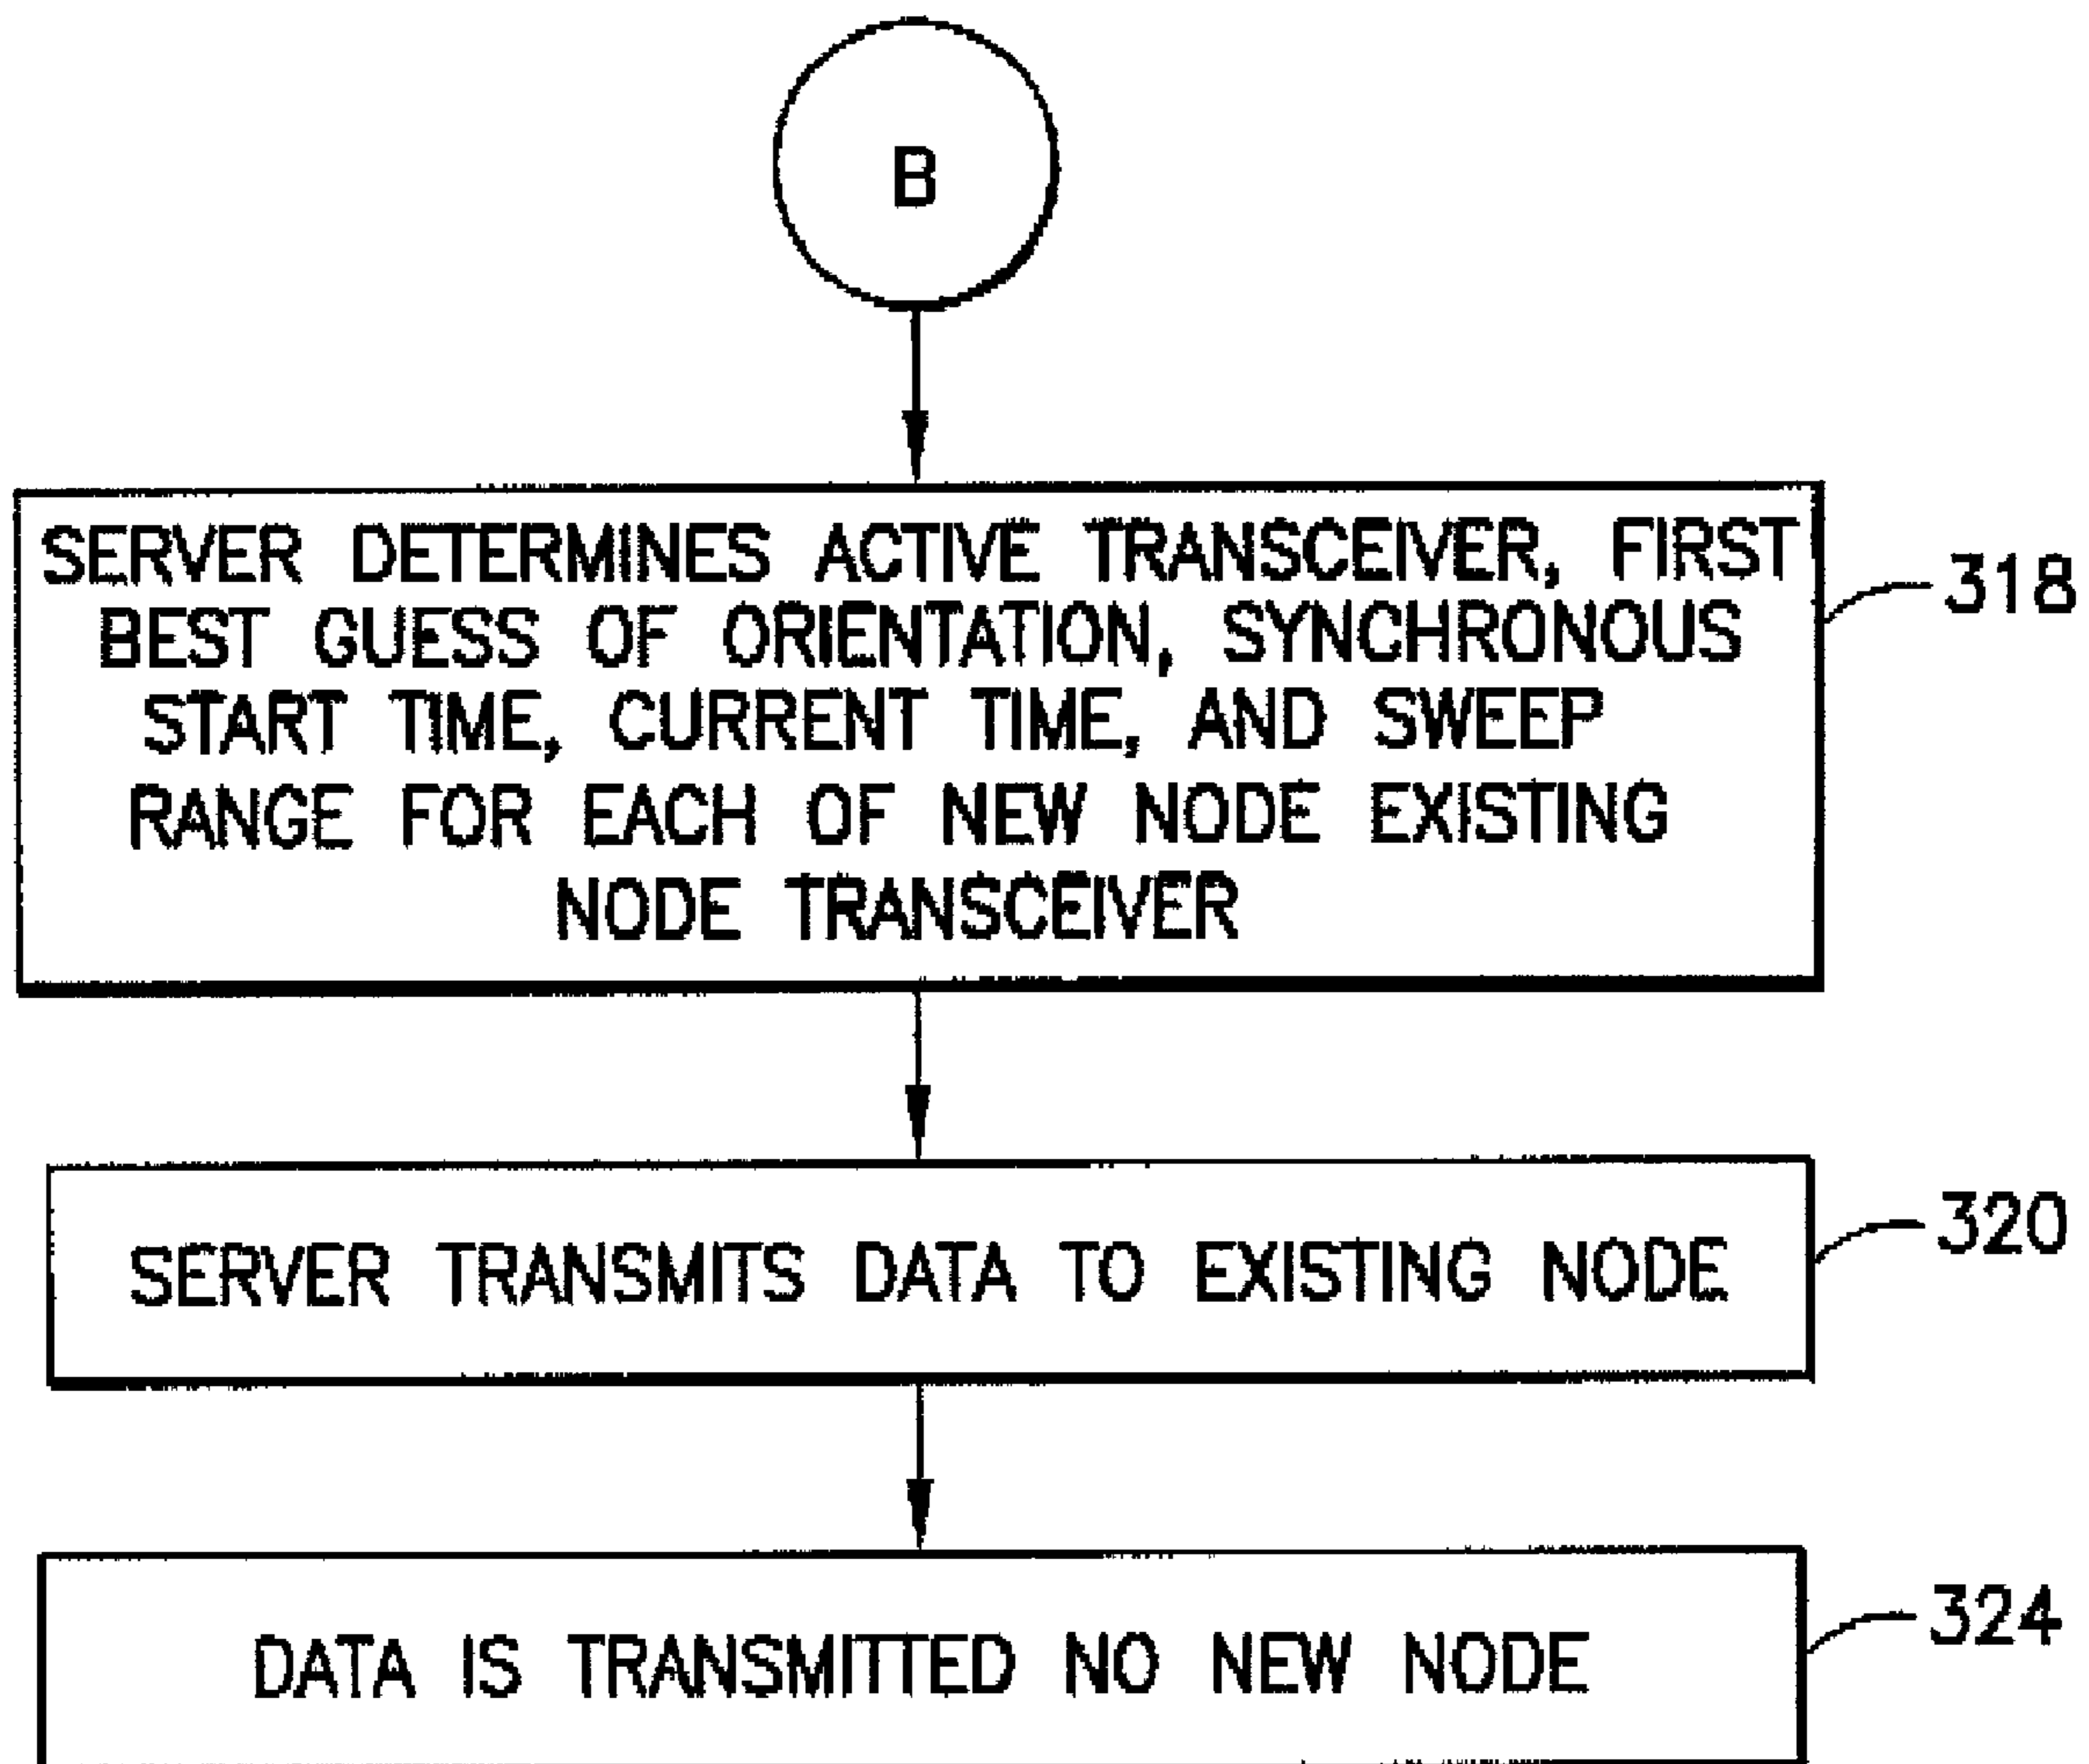 B
SERVER DETERMINES ACTIVE TRANSCEIVER, FIRST
BEST GUESS OF ORIENTATION, SYNCHRONOUS
START TIME, CURRENT TIME, AND SWEEP
RANGE FOR EACH OF NEW NODE EXISTING
NODE TRANSCEIVER
318
SERVER TRANSMITS DATA TO EXISTING NODE
320
DATA IS TRANSMITTED NO NEW NODE
324